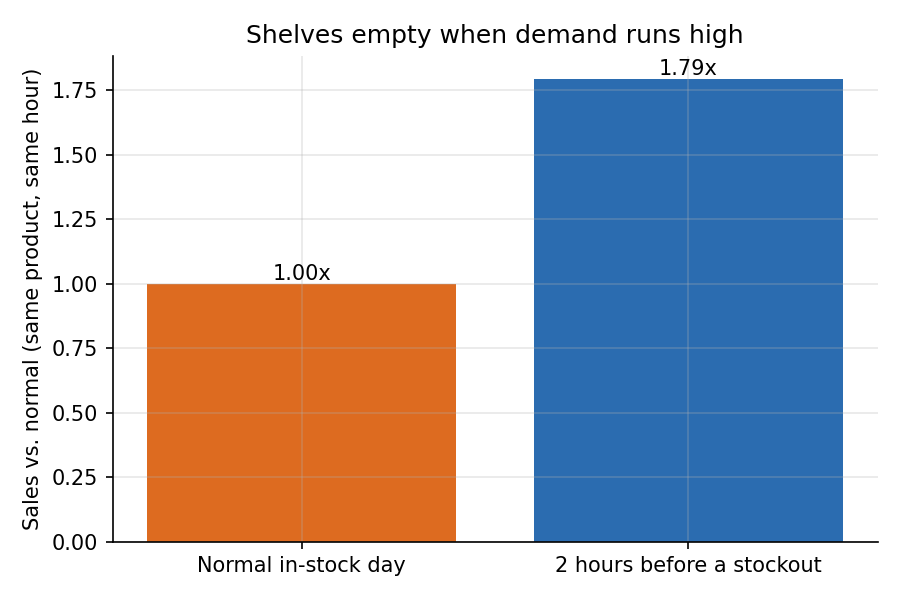 Shelves empty when demand runs high
Sales vs. normal (same product, same hour)
1.75
1.50
1.25
1.00
0.75
0.50
0.25
0.00
1.00x
1.79x
Normal in-stock day
2 hours before a stockout